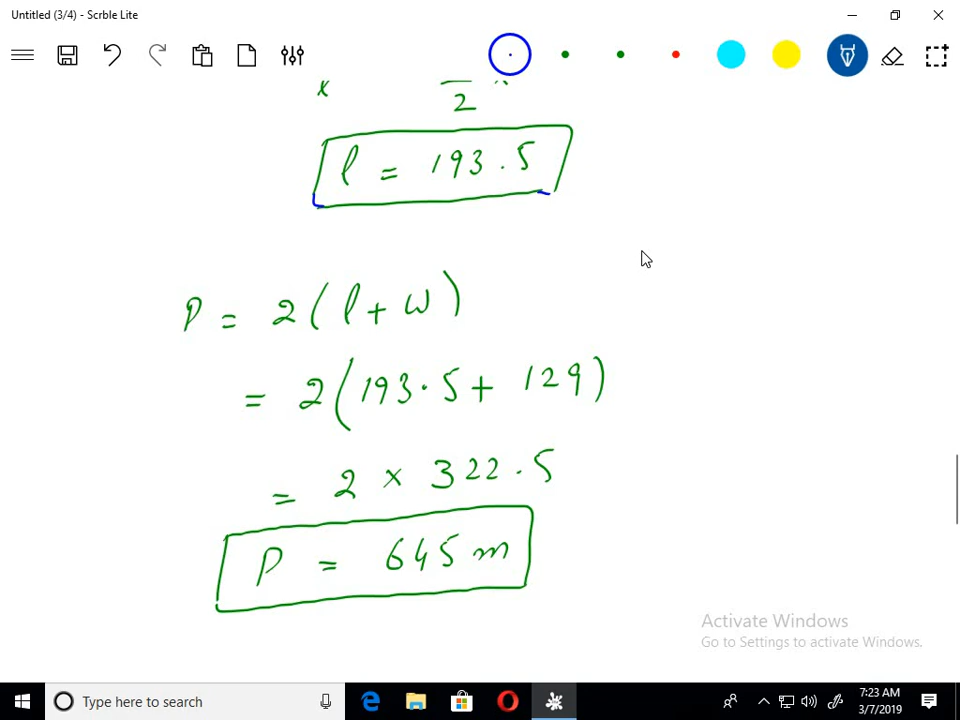 Untitled (3/4) - Scrble Lite
x
2
l = 193.5
P = 2(l+w)
= 2(193.5+ 129)
= 2 x 322.5
P = 645 m
Activate Windows
Go to Settings to activate Windows.
Type here to search
7:23 AM
3/7/2019